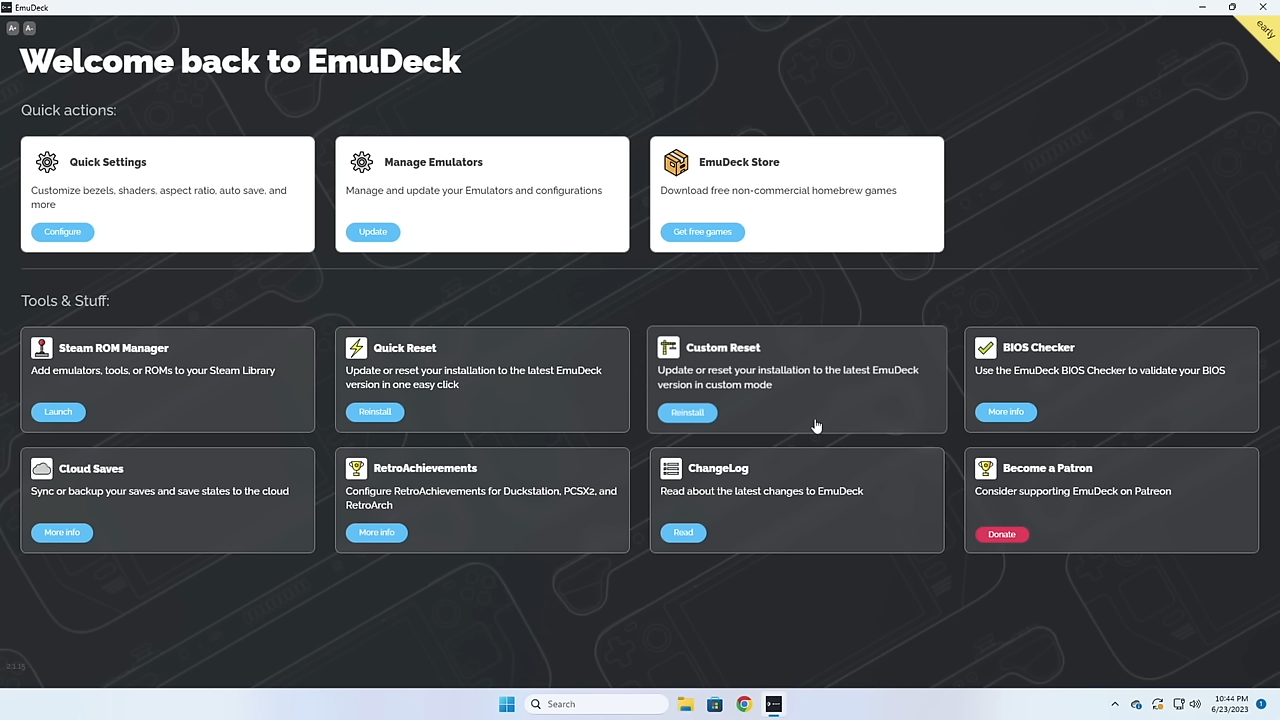 EmuDeck
A+ A-
early
Welcome back to EmuDeck
Quick actions:
Quick Settings
Customize bezels, shaders, aspect ratio, auto save, and
more
Configure
Manage Emulators
Manage and update your Emulators and configurations
Update
EmuDeck Store
Download free non-commercial homebrew games
Get free games
Tools & Stuff:
Steam ROM Manager
Add emulators, tools, or ROMs to your Steam Library
Launch
Quick Reset
Update or reset your installation to the latest EmuDeck
version in one easy click
Reinstall
Custom Reset
Update or reset your installation to the latest EmuDeck
version in custom mode
Reinstall
BIOS Checker
Use the EmuDeck BIOS Checker to validate your BIOS
More info
Cloud Saves
Sync or backup your saves and save states to the cloud
More info
RetroAchievements
Configure RetroAchievements for Duckstation, PCSX2, and
RetroArch
More info
ChangeLog
Read about the latest changes to EmuDeck
Read
Become a Patron
Consider supporting EmuDeck on Patreon
Donate
2.1.15
Search
10:44 PM
6/23/2023
1